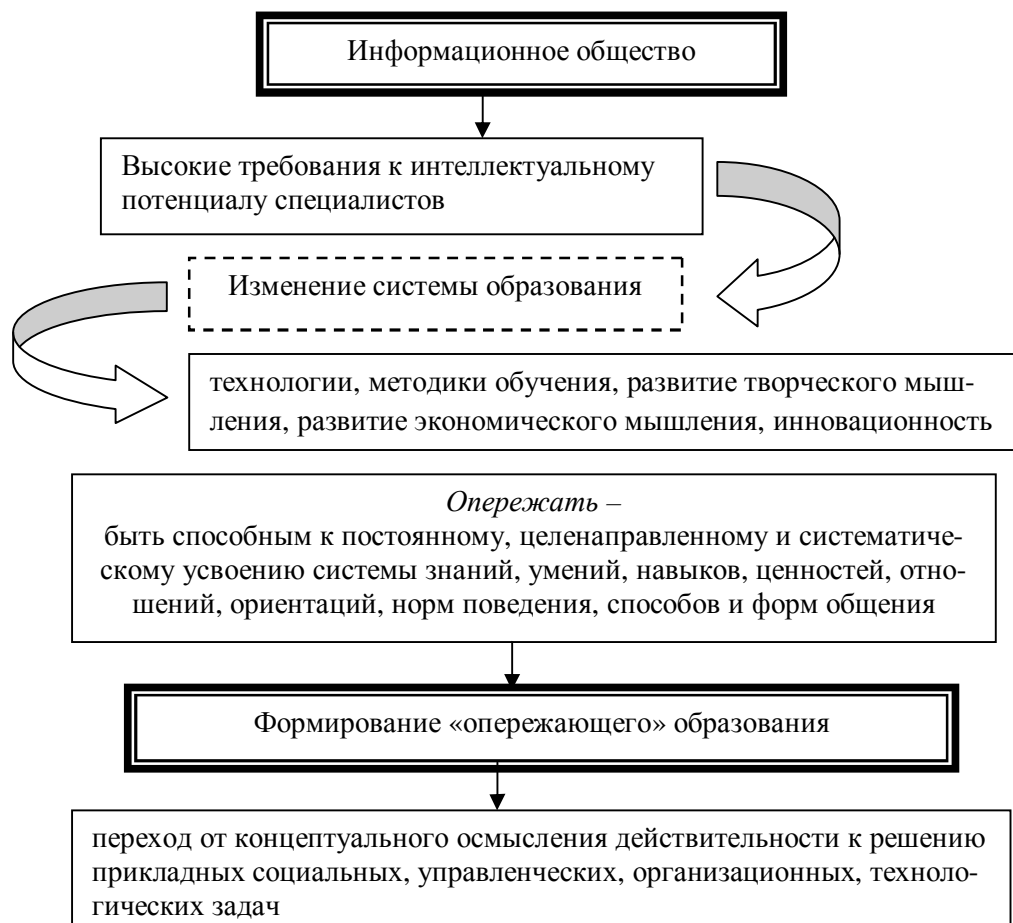 Информационное общество
Высокие требования к интеллектуальному
потенциалу специалистов
Изменение системы образования
технологии, методики обучения, развитие творческого мыш-
ления, развитие экономического мышления, инновационность
Опережать –
быть способным к постоянному, целенаправленному и систематиче-
скому усвоению системы знаний, умений, навыков, ценностей, отно-
шений, ориентаций, норм поведения, способов и форм общения
Формирование «опережающего» образования
переход от концептуального осмысления действительности к решению
прикладных социальных, управленческих, организационных, техноло-
гических задач